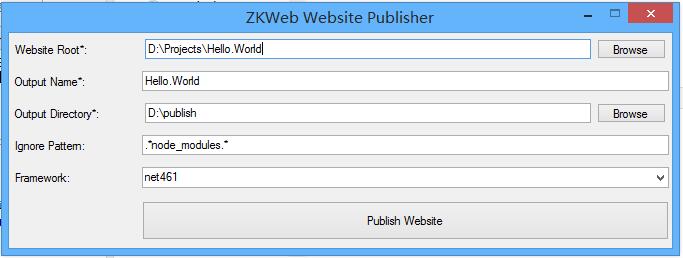 ZKWeb Website Publisher
Website Root*: D:\Projects\Hello.World Browse
Output Name*: Hello.World
Output Directory*: D:\publish Browse
Ignore Pattern: .*node_modules.*
Framework: net461
Publish Website